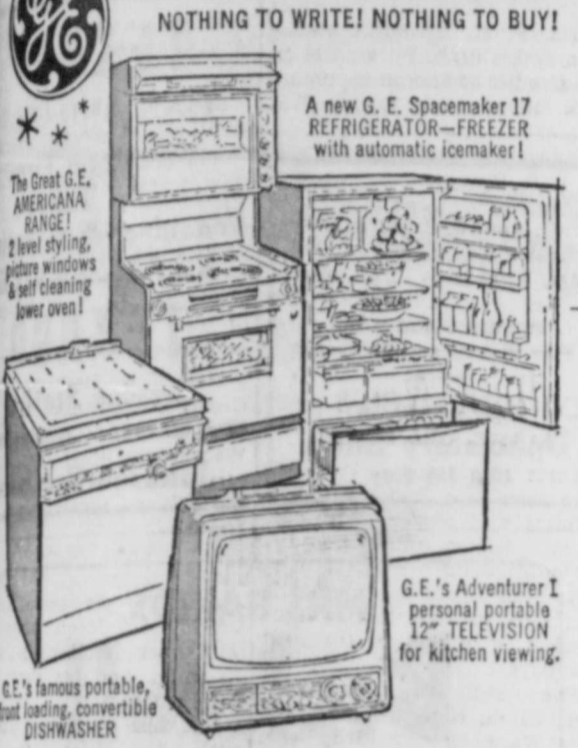 GE
NOTHING TO WRITE! NOTHING TO BUY!
A new G. E. Spacemaker 17
REFRIGERATOR—FREEZER
with automatic icemaker!
The Great G.E.
AMERICANA
RANGE!
2 level styling,
picture windows
& self cleaning
lower oven!
G.E.'s Adventurer I
personal portable
12" TELEVISION
for kitchen viewing.
G.E.'s famous portable,
front loading, convertible
DISHWASHER